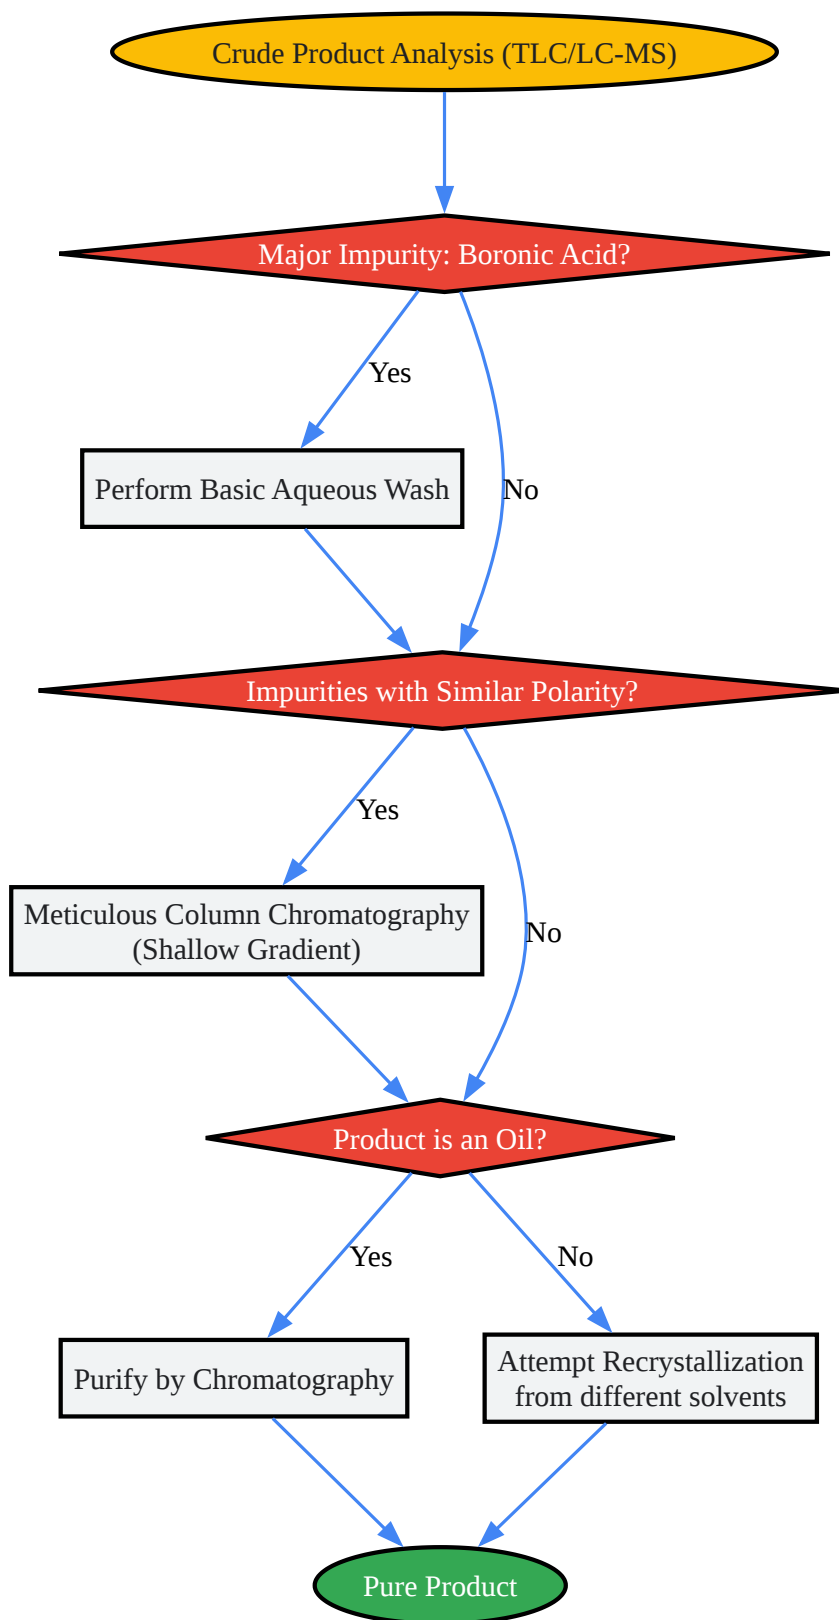 Crude Product Analysis (TLC/LC-MS)
Major Impurity: Boronic Acid?
Yes
Perform Basic Aqueous Wash
No
Impurities with Similar Polarity?
Yes
Meticulous Column Chromatography
(Shallow Gradient)
No
Product is an Oil?
Yes
No
Purify by Chromatography
Attempt Recrystallization
from different solvents
Pure Product